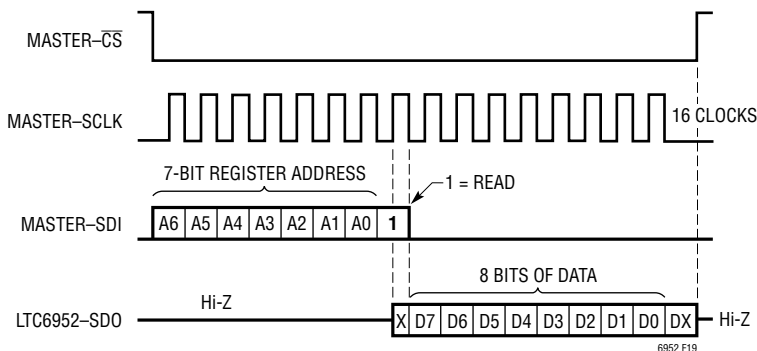 MASTER–C̅S̅
MASTER–SCLK
16 CLOCKS
7-BIT REGISTER ADDRESS
1 = READ
MASTER–SDI
A6 A5 A4 A3 A2 A1 A0 1
8 BITS OF DATA
Hi-Z
LTC6952–SDO
X D7 D6 D5 D4 D3 D2 D1 D0 DX
Hi-Z
6952 F19